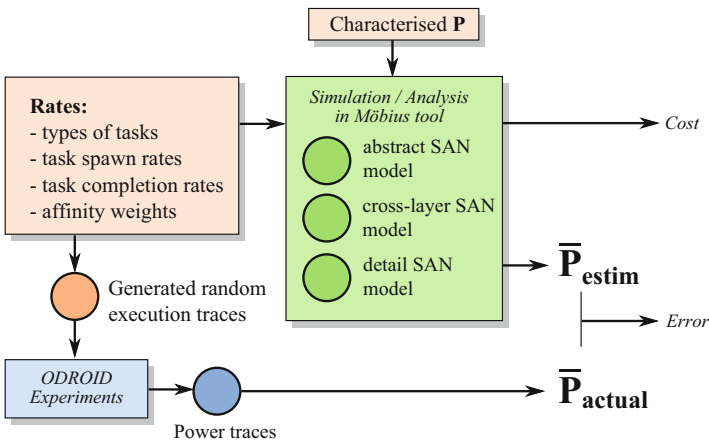 Characterised P
Rates:
- types of tasks
- task spawn rates
- task completion rates
- affinity weights
Simulation / Analysis
in Möbius tool
abstract SAN
model
cross-layer SAN
model
detail SAN
model
Cost
P̅estim
Error
Generated random
execution traces
ODROID
Experiments
Power traces
P̅actual